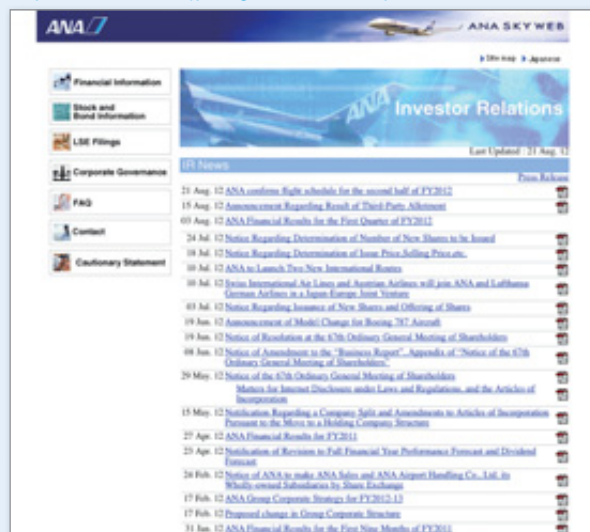 ANA
ANA SKY WEB
Site map
Japanese
Financial Information
Stock and
Bond Information
LSE Filings
Corporate Governance
FAQ
Contact
Cautionary Statement
ANA Investor Relations
Last Updated : 21 Aug. 12
IR News
Press Release
21 Aug. 12 ANA confirms flight schedule for the second half of FY2012
15 Aug. 12 Announcement Regarding Result of Third-Party Allotment
03 Aug. 12 ANA Financial Results for the First Quarter of FY2012
24 Jul. 12 Notice Regarding Determination of Number of New Shares to be Issued
18 Jul. 12 Notice Regarding Determination of Issue Price,Selling Price,etc.
10 Jul. 12 ANA to Launch Two New International Routes
10 Jul. 12 Swiss International Air Lines and Austrian Airlines will join ANA and Lufthansa
German Airlines in a Japan-Europe Joint Venture
03 Jul. 12 Notice Regarding Issuance of New Shares and Offering of Shares
19 Jun. 12 Announcement of Model Change for Boeing 787 Aircraft
19 Jun. 12 Notice of Resolution at the 67th Ordinary General Meeting of Shareholders
08 Jun. 12 Notice of Amendment to the "Business Report", Appendix of "Notice of the 67th
Ordinary General Meeting of Shareholders"
29 May. 12 Notice of the 67th Ordinary General Meeting of Shareholders
Matters for Internet Disclosure under Laws and Regulations, and the Articles of
Incorporation
15 May. 12 Notification Regarding a Company Split and Amendments to Articles of Incorporation
Pursuant to the Move to a Holding Company Structure
27 Apr. 12 ANA Financial Results for FY2011
23 Apr. 12 Notification of Revision to Full Financial Year Performance Forecast and Dividend
Forecast
24 Feb. 12 Notice of ANA to make ANA Sales and ANA Airport Handling Co., Ltd. its
Wholly-owned Subsidiaries by Share Exchange
17 Feb. 12 ANA Group Corporate Strategy for FY2012-13
17 Feb. 12 Proposed change in Group Corporate Structure
31 Jan. 12 ANA Financial Results for the First Nine Months of FY2011